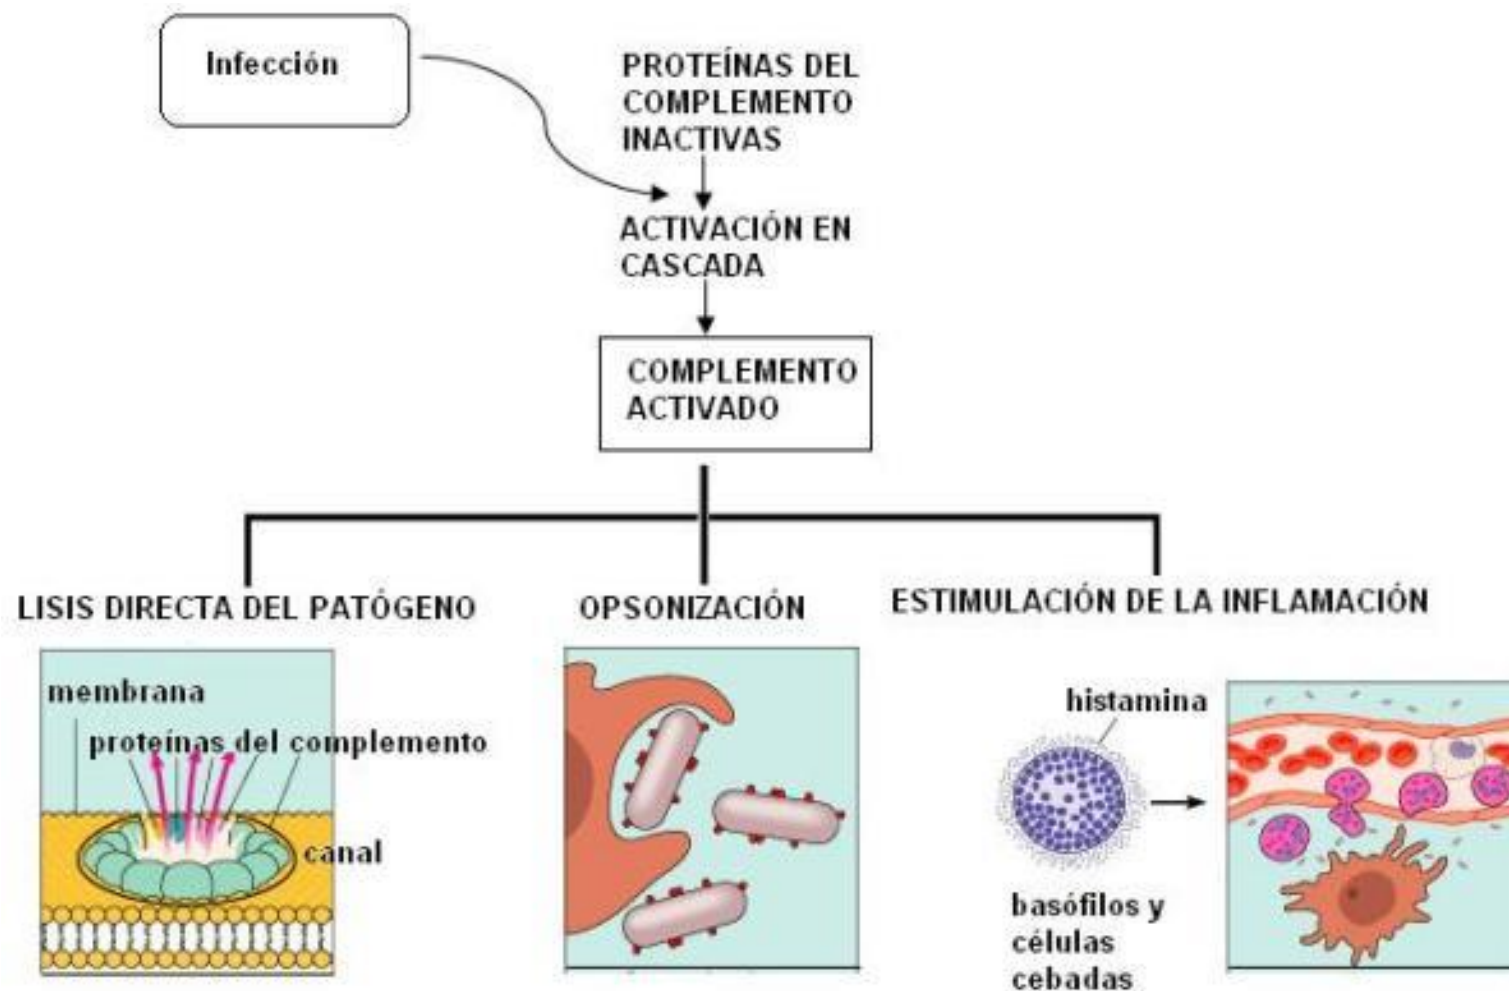 Infección
PROTEÍNAS DEL
COMPLEMENTO
INACTIVAS
ACTIVACIÓN EN
CASCADA
COMPLEMENTO
ACTIVADO
LISIS DIRECTA DEL PATÓGENO
OPSONIZACIÓN
ESTIMULACIÓN DE LA INFLAMACIÓN
membrana
proteínas del complemento
canal
histamina
basófilos y
células
cebadas